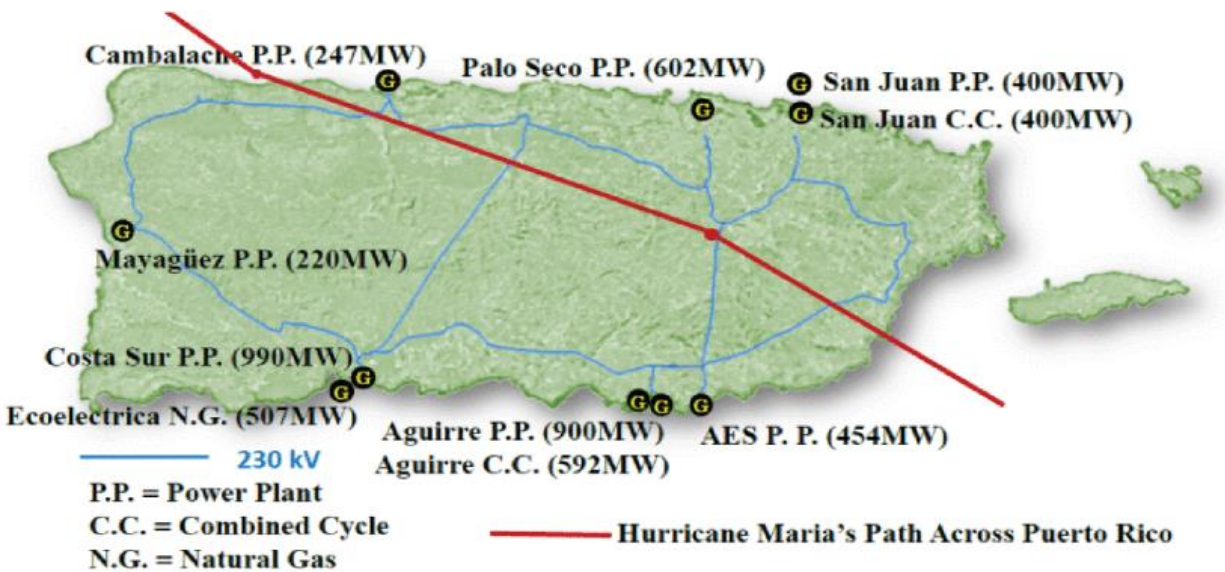 Cambalache P.P. (247MW)
Palo Seco P.P. (602MW)
G
G San Juan P.P. (400MW)
G
G San Juan C.C. (400MW)
G
Mayagüez P.P. (220MW)
Costa Sur P.P. (990MW)
G
G
Ecoelectrica N.G. (507MW)
G
G
G
Aguirre P.P. (900MW)
AES P. P. (454MW)
Aguirre C.C. (592MW)
230 kV
P.P. = Power Plant
C.C. = Combined Cycle
N.G. = Natural Gas
Hurricane Maria's Path Across Puerto Rico